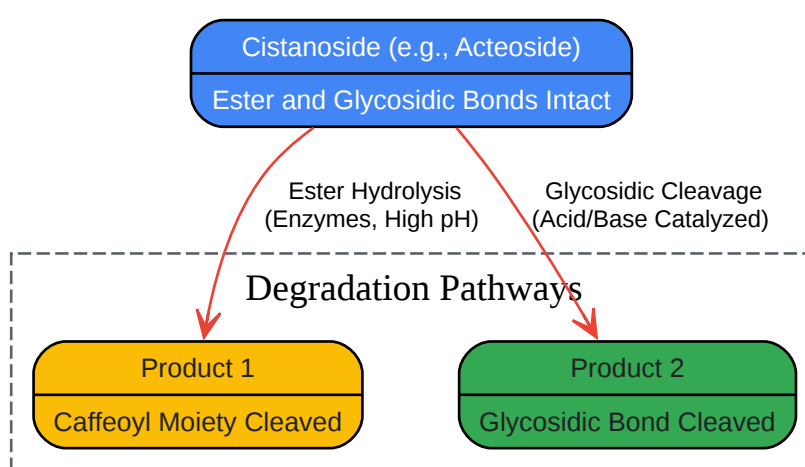 Cistanoside (e.g., Acteoside)
Ester and Glycosidic Bonds Intact
Ester Hydrolysis
(Enzymes, High pH)
Glycosidic Cleavage
(Acid/Base Catalyzed)
Degradation Pathways
Product 1
Caffeoyl Moiety Cleaved
Product 2
Glycosidic Bond Cleaved